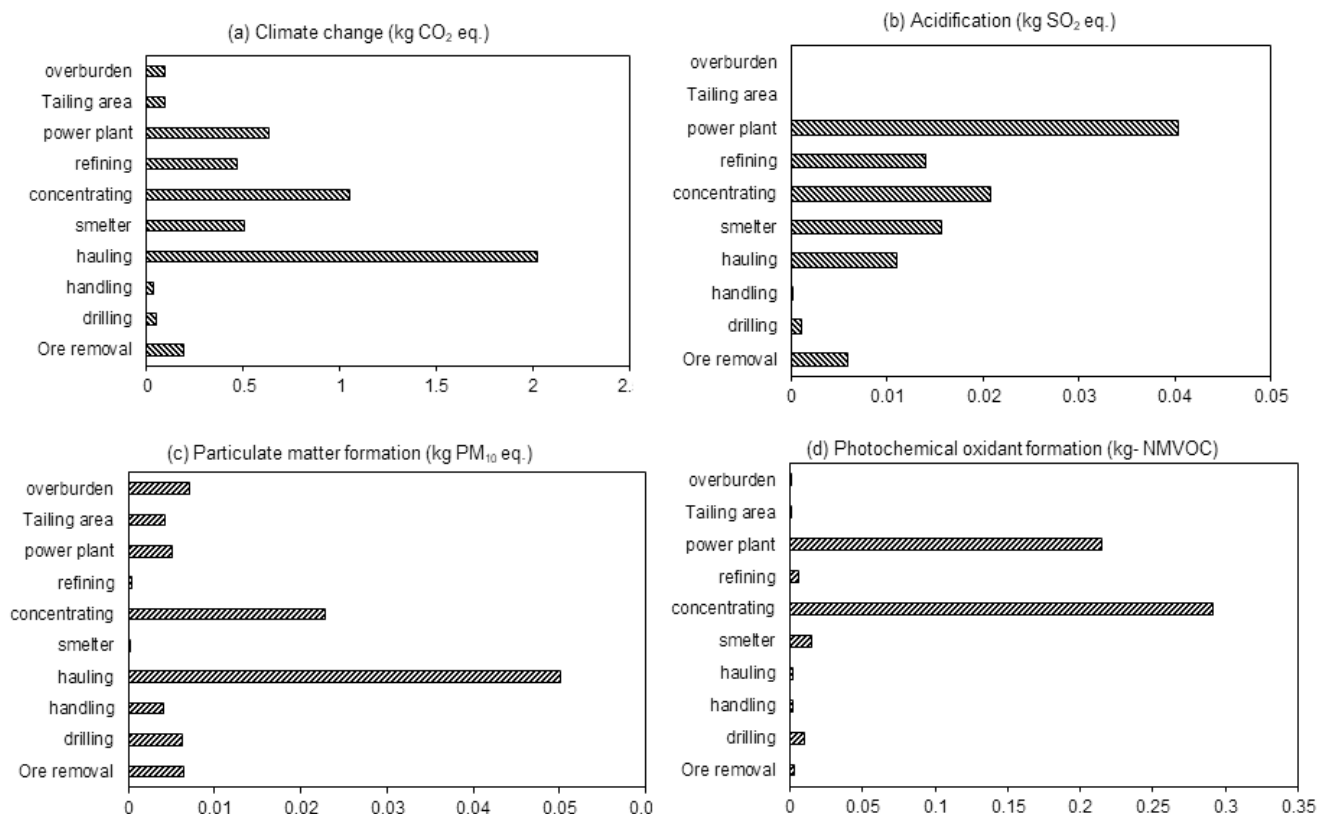 (a) Climate change (kg CO₂ eq.)
overburden
Tailing area
power plant
refining
concentrating
smelter
hauling
handling
drilling
Ore removal
0 0.5 1 1.5 2 2.
(b) Acidification (kg SO₂ eq.)
overburden
Tailing area
power plant
refining
concentrating
smelter
hauling
handling
drilling
Ore removal
0 0.01 0.02 0.03 0.04 0.05
(c) Particulate matter formation (kg PM₁₀ eq.)
overburden
Tailing area
power plant
refining
concentrating
smelter
hauling
handling
drilling
Ore removal
0 0.01 0.02 0.03 0.04 0.05 0.0
(d) Photochemical oxidant formation (kg- NMVOC)
overburden
Tailing area
power plant
refining
concentrating
smelter
hauling
handling
drilling
Ore removal
0 0.05 0.1 0.15 0.2 0.25 0.3 0.35